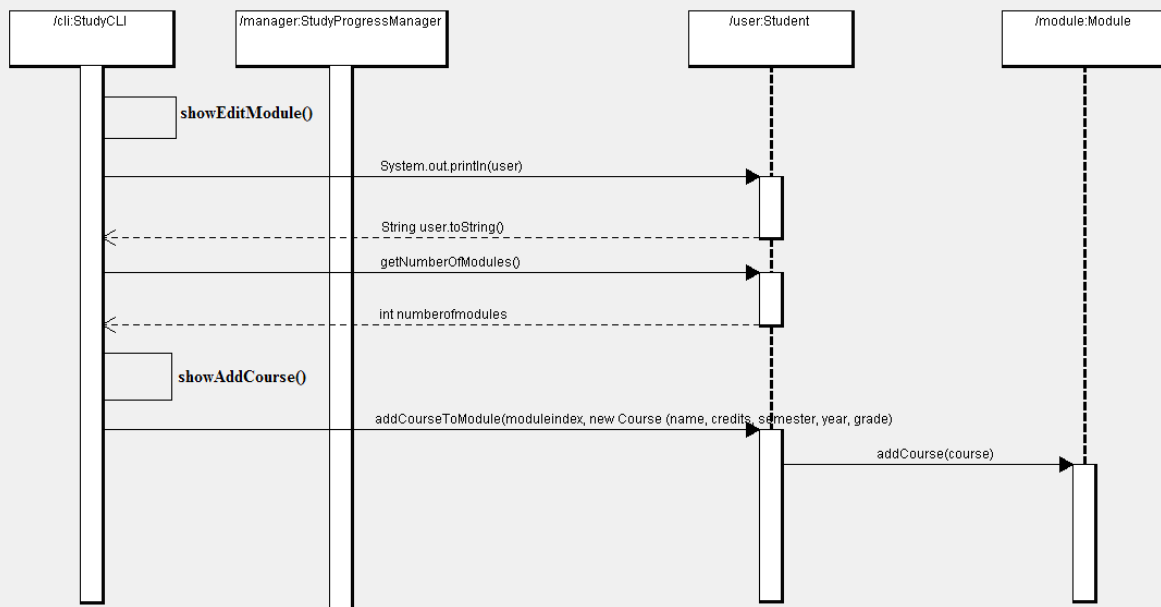 /cli:StudyCLI
/manager:StudyProgressManager
/user:Student
/module:Module
showEditModule()
System.out.println(user)
String user.toString()
getNumberOfModules()
int numberofmodules
showAddCourse()
addCourseToModule(moduleindex, new Course (name, credits, semester, year, grade)
addCourse(course)